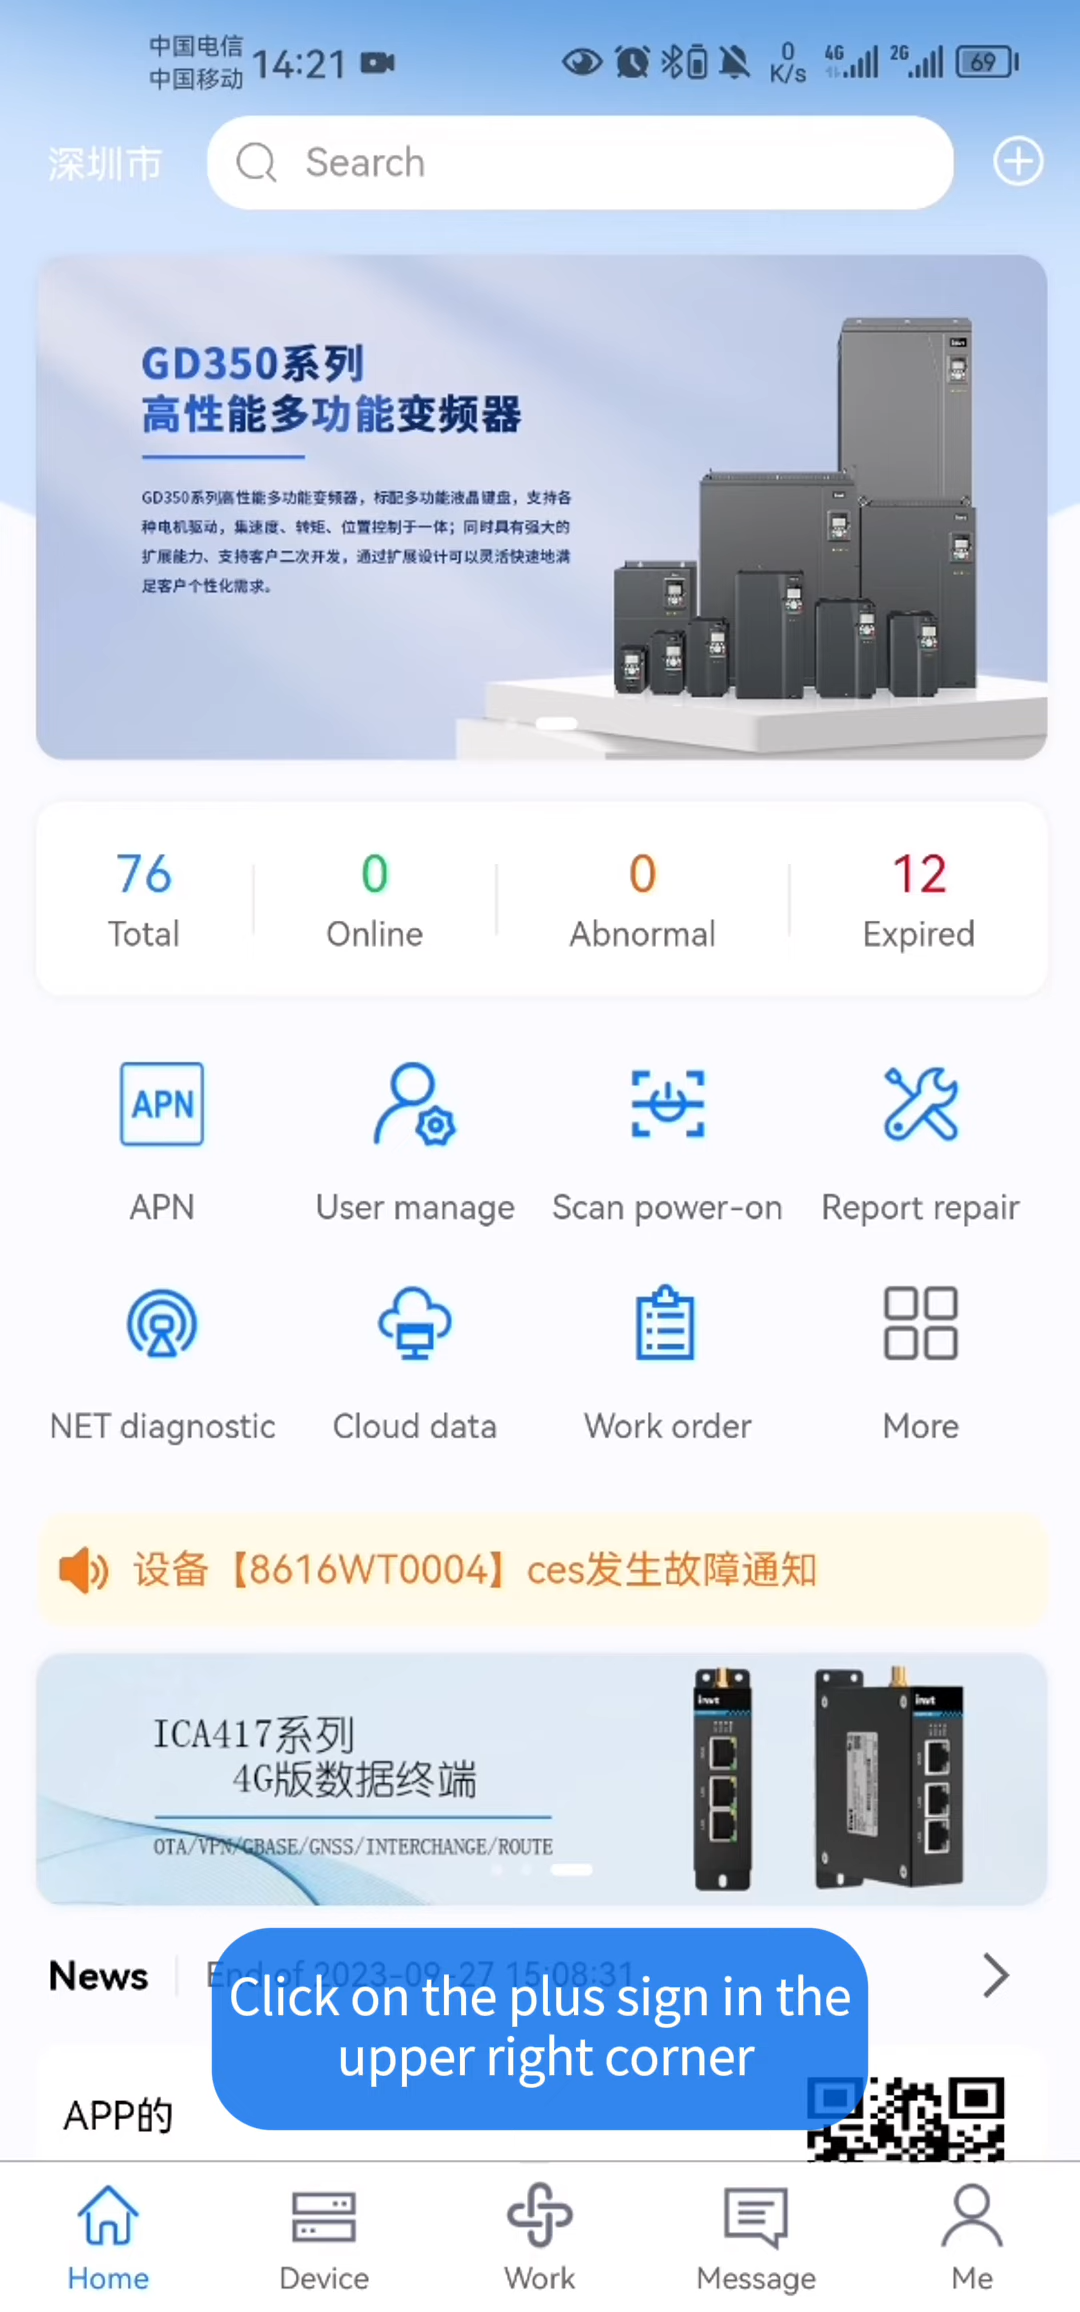 中国电信
中国移动
14:21
0
K/s
4G
2G
69
深圳市
Search
GD350系列
高性能多功能变频器
GD350系列高性能多功能变频器，标配多功能液晶键盘，支持各
种电机驱动，集速度、转矩、位置控制于一体；同时具有强大的
扩展能力、支持客户二次开发，通过扩展设计可以灵活快速地满
足客户个性化需求。
76
Total
0
Online
0
Abnormal
12
Expired
APN
APN
User manage
Scan power-on
Report repair
NET diagnostic
Cloud data
Work order
More
设备【8616WT0004】ces发生故障通知
ICA417系列
4G版数据终端
OTA/VPN/GBASE/GNSS/INTERCHANGE/ROUTE
invt
invt
News
End of 2023-09-27 15:08:31
Click on the plus sign in the
upper right corner
APP的
Home
Device
Work
Message
Me